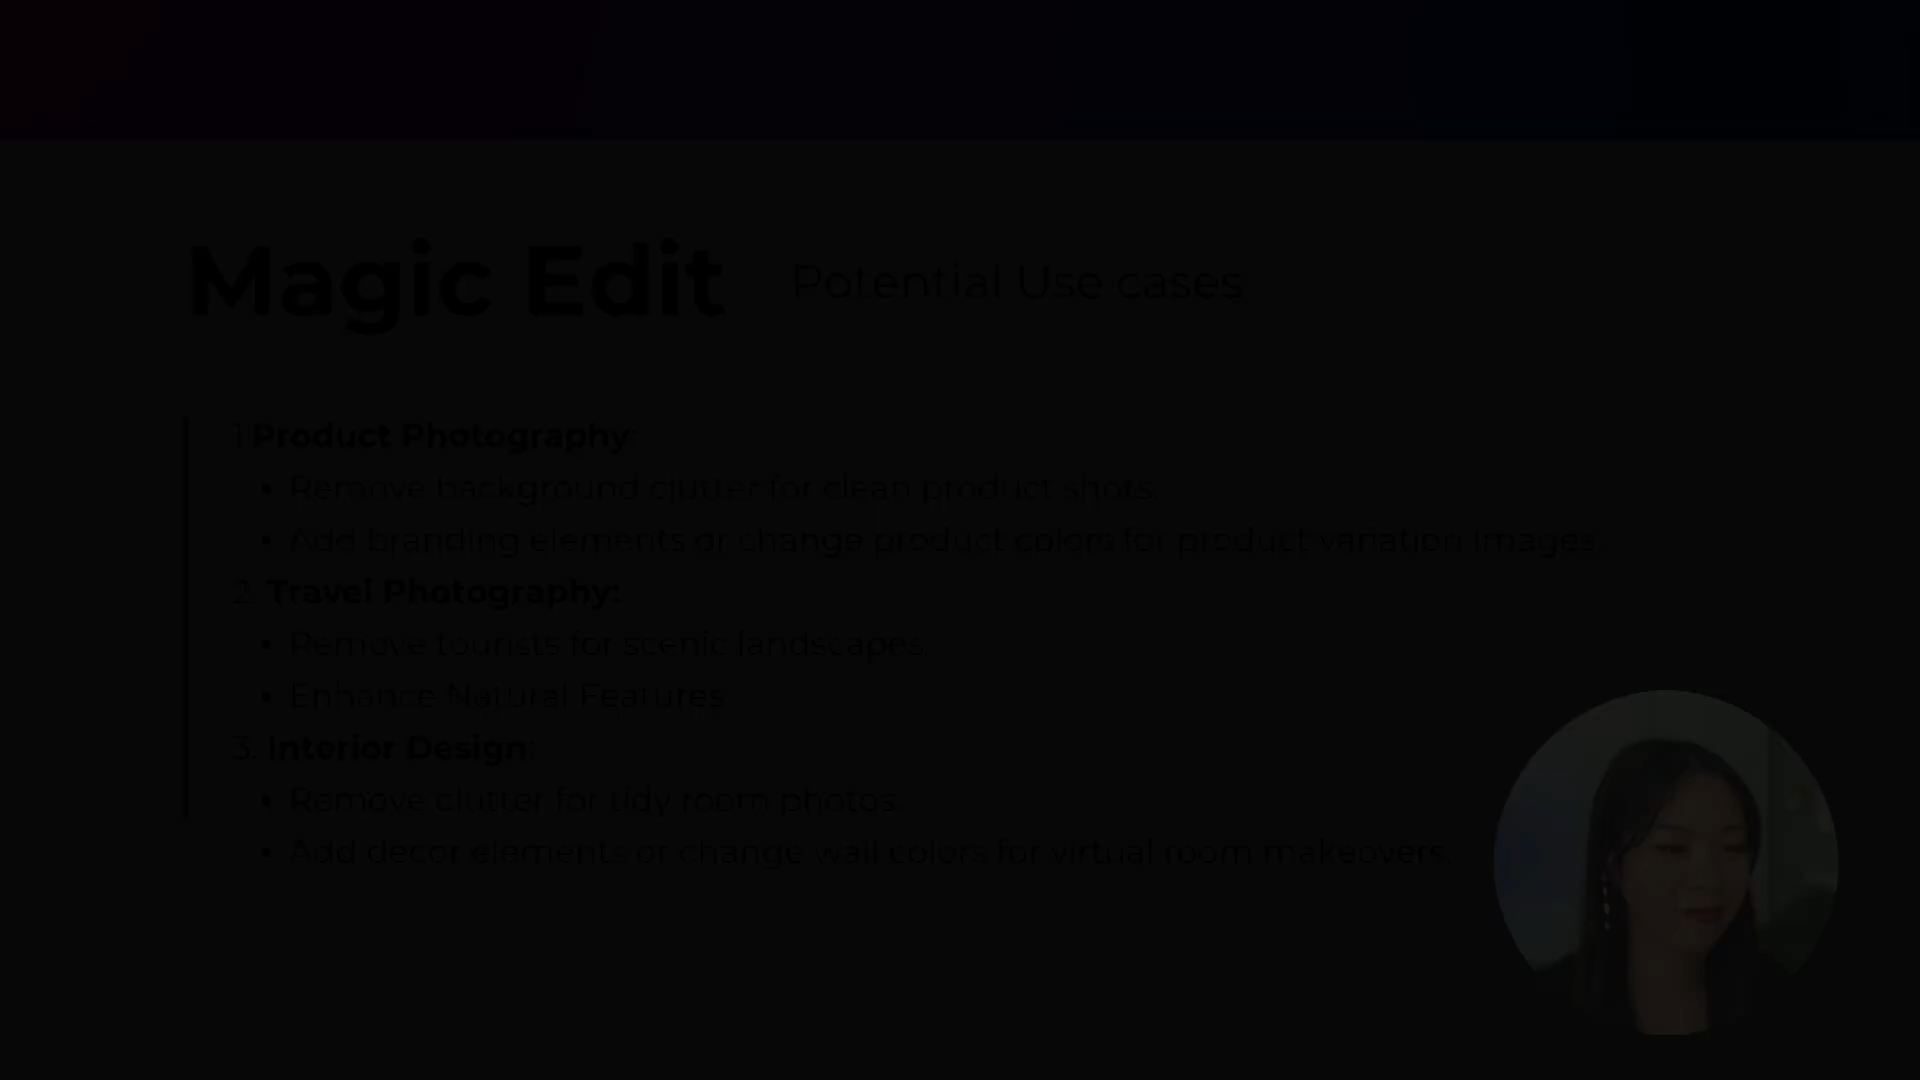 Magic Edit
Potential Use cases
1. Product Photography:
• Remove background clutter for clean product shots
• Add branding elements or change product colors for product variation images.
2. Travel Photography:
• Remove tourists for scenic landscapes.
• Enhance Natural Features
3. Interior Design:
• Remove clutter for tidy room photos.
• Add decor elements or change wall colors for virtual room makeovers.